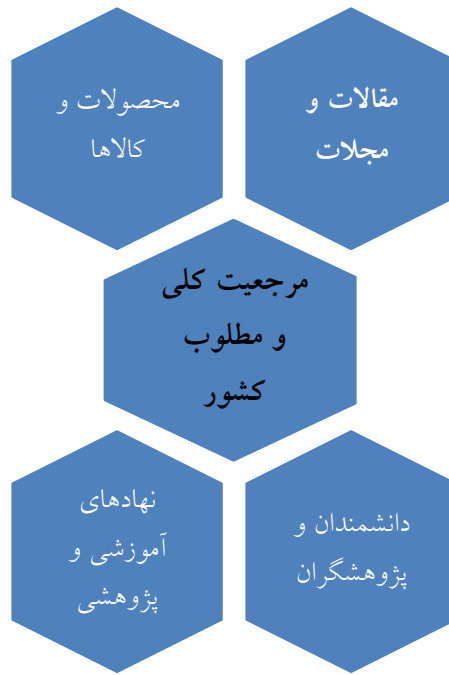 مقالات و
مجلات
محصولات و
کالاها
مرجعیت کلی
و مطلوب
کشور
دانشمندان و
پژوهشگران
نهادهای
آموزشی و
پژوهشی